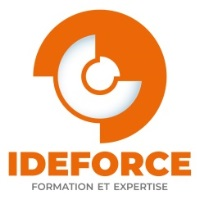 IDEFORCE
FORMATION ET EXPERTISE